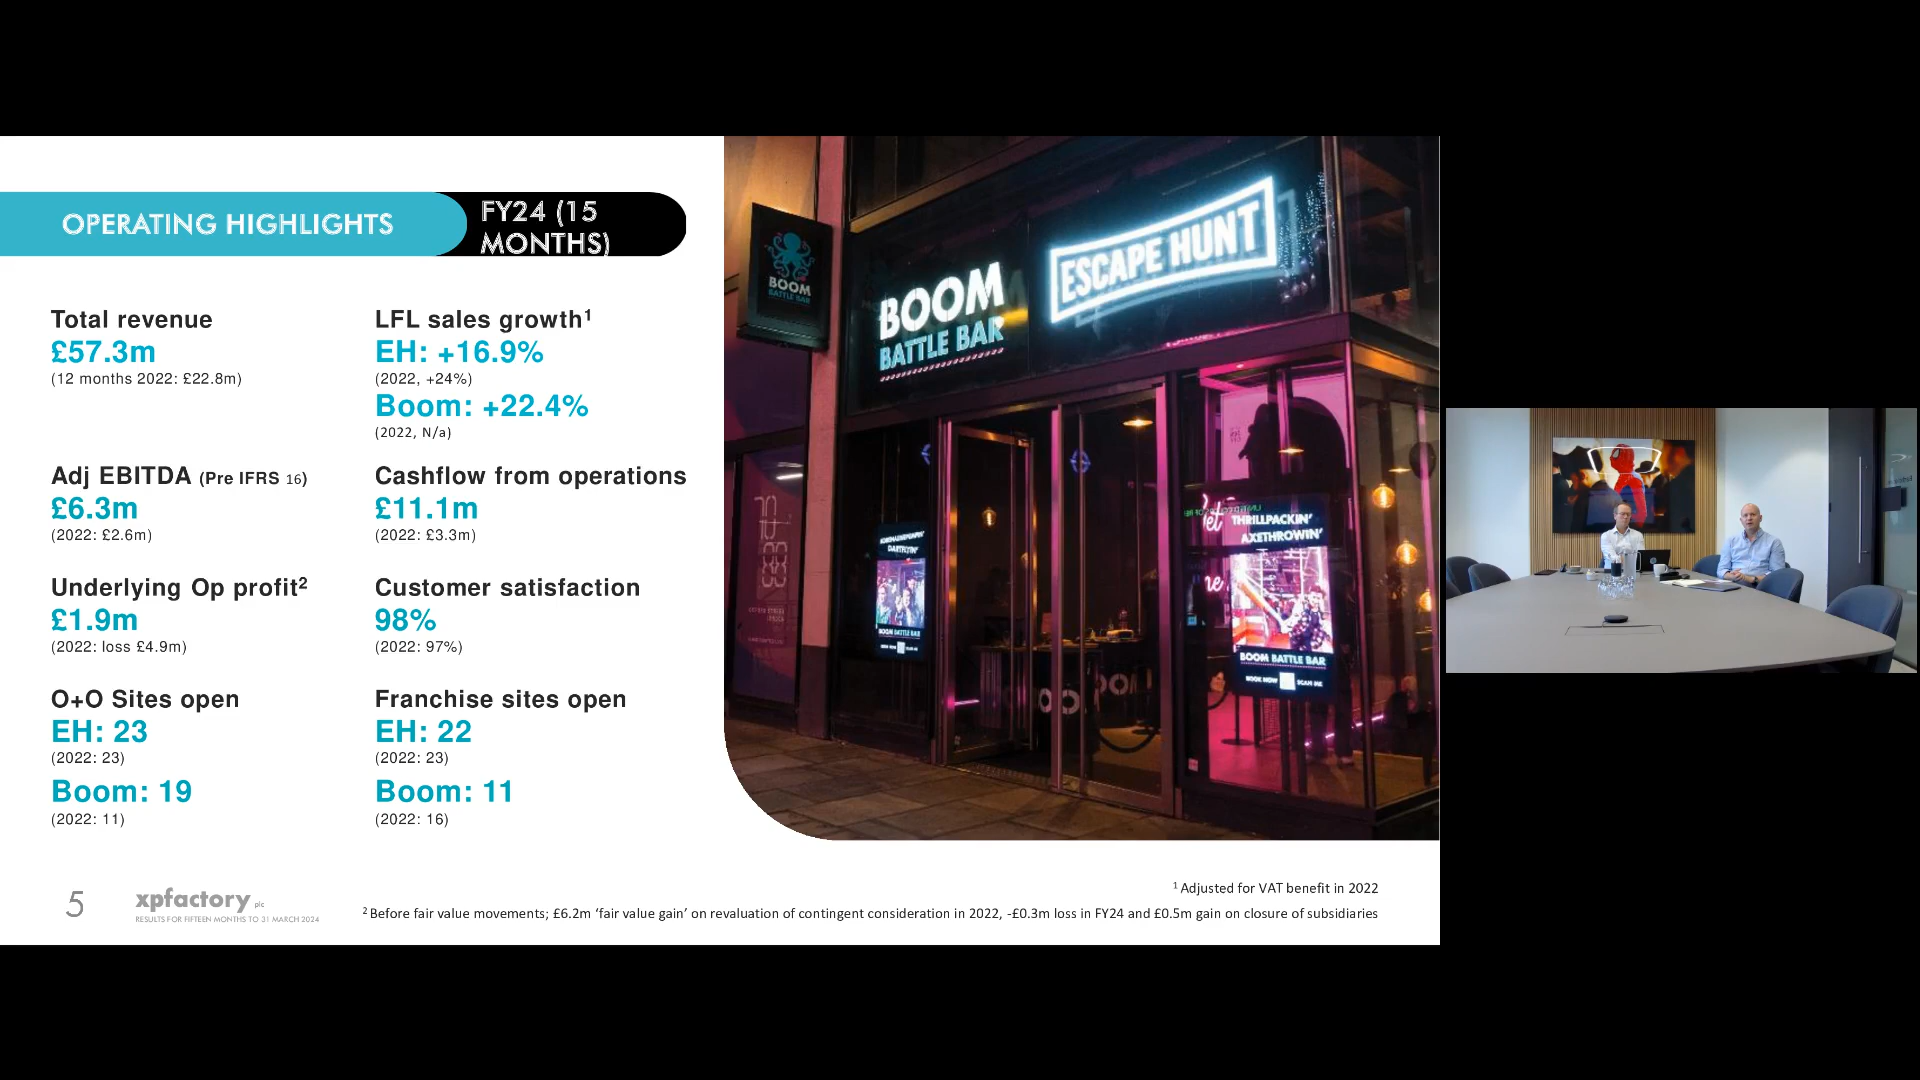 OPERATING HIGHLIGHTS
FY24 (15
MONTHS)
Total revenue
£57.3m
(12 months 2022: £22.8m)
LFL sales growth¹
EH: +16.9%
(2022, +24%)
Boom: +22.4%
(2022, N/a)
Adj EBITDA (Pre IFRS 16)
£6.3m
(2022: £2.6m)
Cashflow from operations
£11.1m
(2022: £3.3m)
Underlying Op profit²
£1.9m
(2022: loss £4.9m)
Customer satisfaction
98%
(2022: 97%)
O+O Sites open
EH: 23
(2022: 23)
Boom: 19
(2022: 11)
Franchise sites open
EH: 22
(2022: 23)
Boom: 11
(2022: 16)
BOOM
BATTLE BAR
BOOM
BATTLE BAR
ESCAPE HUNT
THRILLPACKIN'
AXETHROWIN'
BOOM BATTLE BAR
BOOK NOW
SCAN ME
BOOM BATTLE BAR
¹ Adjusted for VAT benefit in 2022
² Before fair value movements; £6.2m ‘fair value gain’ on revaluation of contingent consideration in 2022, -£0.3m loss in FY24 and £0.5m gain on closure of subsidiaries
5
xpfactory plc
RESULTS FOR FIFTEEN MONTHS TO 31 MARCH 2024